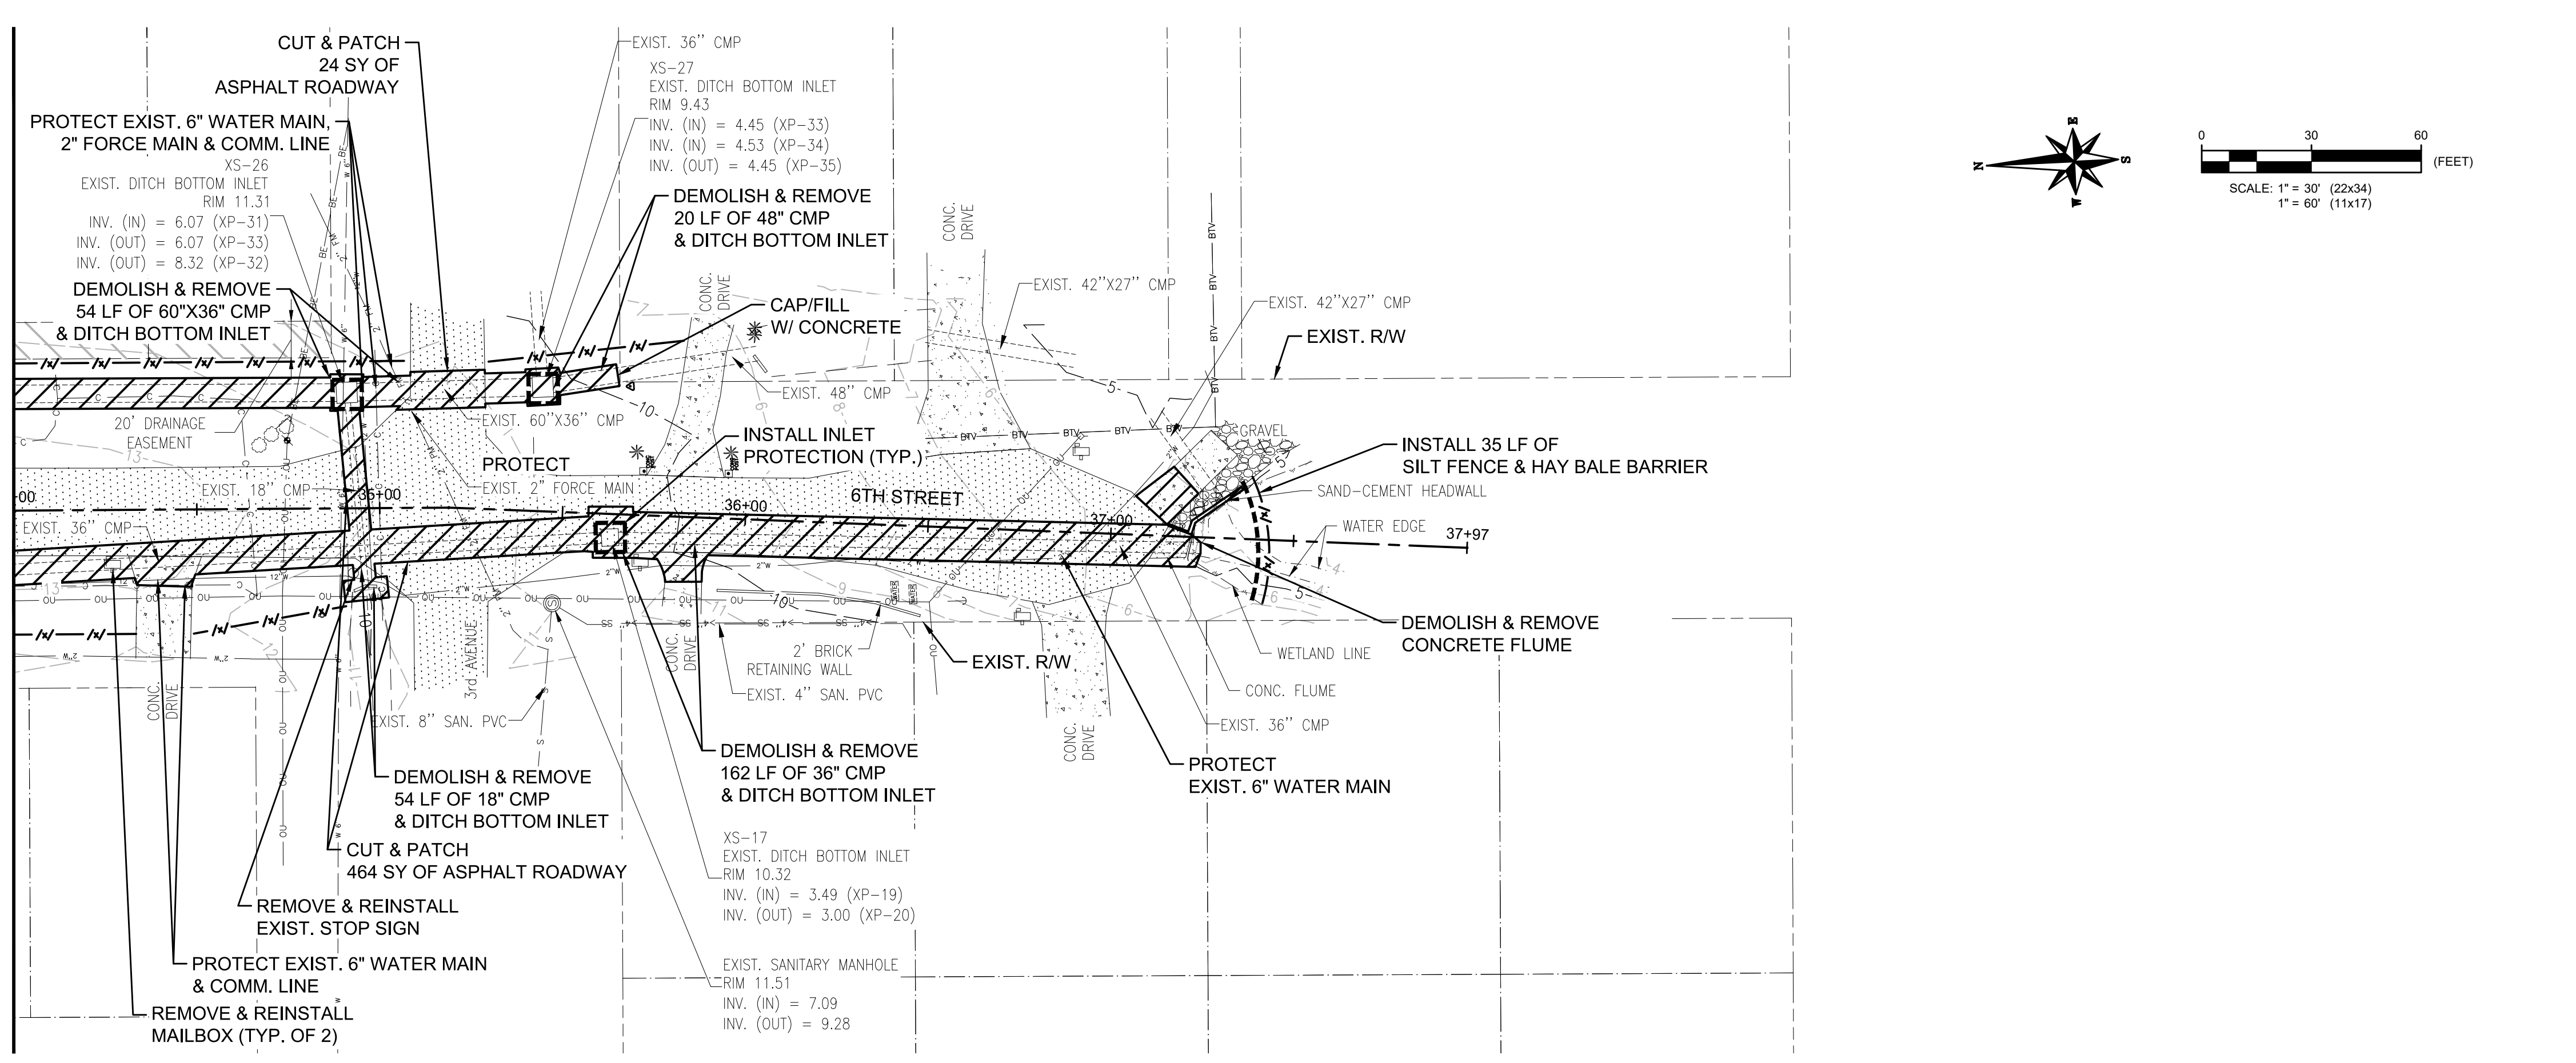 CUT & PATCH
24 SY OF
ASPHALT ROADWAY
PROTECT EXIST. 6" WATER MAIN,
2" FORCE MAIN & COMM. LINE
XS-26
EXIST. DITCH BOTTOM INLET
RIM 11.31
INV. (IN) = 6.07 (XP-31)
INV. (OUT) = 6.07 (XP-33)
INV. (OUT) = 8.32 (XP-32)
DEMOLISH & REMOVE
54 LF OF 60"X36" CMP
& DITCH BOTTOM INLET
EXIST. 36'' CMP
XS-27
EXIST. DITCH BOTTOM INLET
RIM 9.43
INV. (IN) = 4.45 (XP-33)
INV. (IN) = 4.53 (XP-34)
INV. (OUT) = 4.45 (XP-35)
DEMOLISH & REMOVE
20 LF OF 48" CMP
& DITCH BOTTOM INLET
CONC.
DRIVE
CAP/FILL
W/ CONCRETE
EXIST. 48'' CMP
CONC.
DRIVE
EXIST. 42''X27'' CMP
EXIST. 42''X27'' CMP
EXIST. R/W
BTV
BTV
BTV
BTV
N
E
S
W
0 30 60
(FEET)
SCALE: 1" = 30' (22x34)
1" = 60' (11x17)
20' DRAINAGE
EASEMENT
EXIST. 60''X36'' CMP
-10-
-5-
INSTALL INLET
PROTECTION (TYP.)
PROTECT
EXIST. 2" FORCE MAIN
EXIST. 18'' CMP
EXIST. 36'' CMP
-00
35+00
36+00
6TH STREET
37+00
37+97
BTV BTV BTV BTV BTV
GRAVEL
INSTALL 35 LF OF
SILT FENCE & HAY BALE BARRIER
SAND-CEMENT HEADWALL
WATER EDGE
DEMOLISH & REMOVE
CONCRETE FLUME
WETLAND LINE
CONC. FLUME
EXIST. 36'' CMP
PROTECT
EXIST. 6" WATER MAIN
CONC.
DRIVE
EXIST. R/W
2' BRICK
RETAINING WALL
EXIST. 4'' SAN. PVC
CONC.
DRIVE
3rd. AVENUE
EXIST. 8'' SAN. PVC
CONC.
DRIVE
DEMOLISH & REMOVE
162 LF OF 36" CMP
& DITCH BOTTOM INLET
DEMOLISH & REMOVE
54 LF OF 18" CMP
& DITCH BOTTOM INLET
CUT & PATCH
464 SY OF ASPHALT ROADWAY
REMOVE & REINSTALL
EXIST. STOP SIGN
PROTECT EXIST. 6" WATER MAIN
& COMM. LINE
REMOVE & REINSTALL
MAILBOX (TYP. OF 2)
XS-17
EXIST. DITCH BOTTOM INLET
RIM 10.32
INV. (IN) = 3.49 (XP-19)
INV. (OUT) = 3.00 (XP-20)
EXIST. SANITARY MANHOLE
RIM 11.51
INV. (IN) = 7.09
INV. (OUT) = 9.28